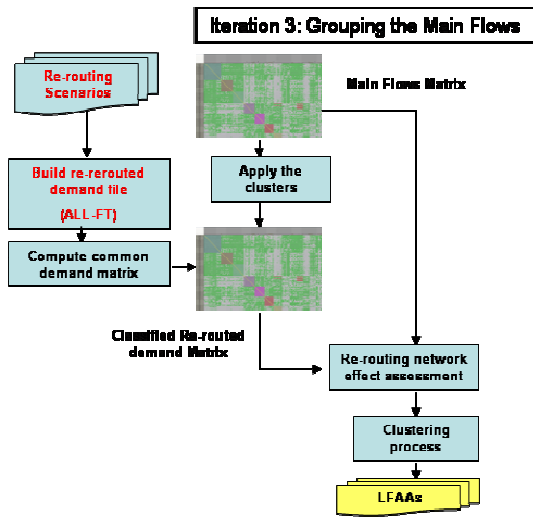 Iteration 3: Grouping the Main Flows
Re-routing
Scenarios
Main Flows Matrix
Build re-rerouted
demand file
(ALL-FT)
Apply the
clusters
Compute common
demand matrix
Classified Re-routed
demand Matrix
Re-routing network
effect assessment
Clustering
process
LFAAs